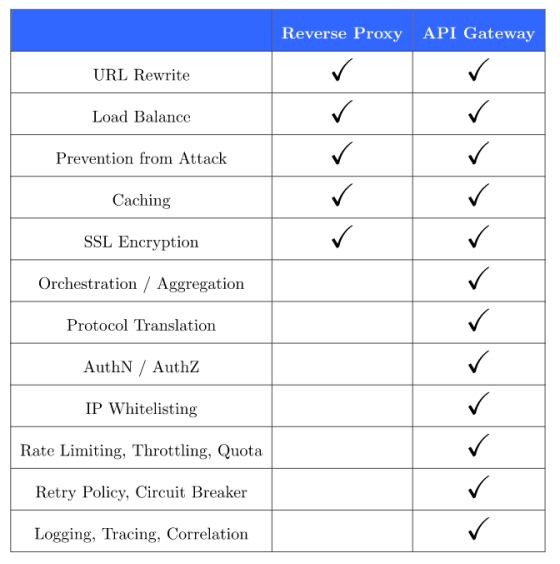 Reverse Proxy API Gateway
URL Rewrite ✓ ✓
Load Balance ✓ ✓
Prevention from Attack ✓ ✓
Caching ✓ ✓
SSL Encryption ✓ ✓
Orchestration / Aggregation ✓
Protocol Translation ✓
AuthN / AuthZ ✓
IP Whitelisting ✓
Rate Limiting, Throttling, Quota ✓
Retry Policy, Circuit Breaker ✓
Logging, Tracing, Correlation ✓